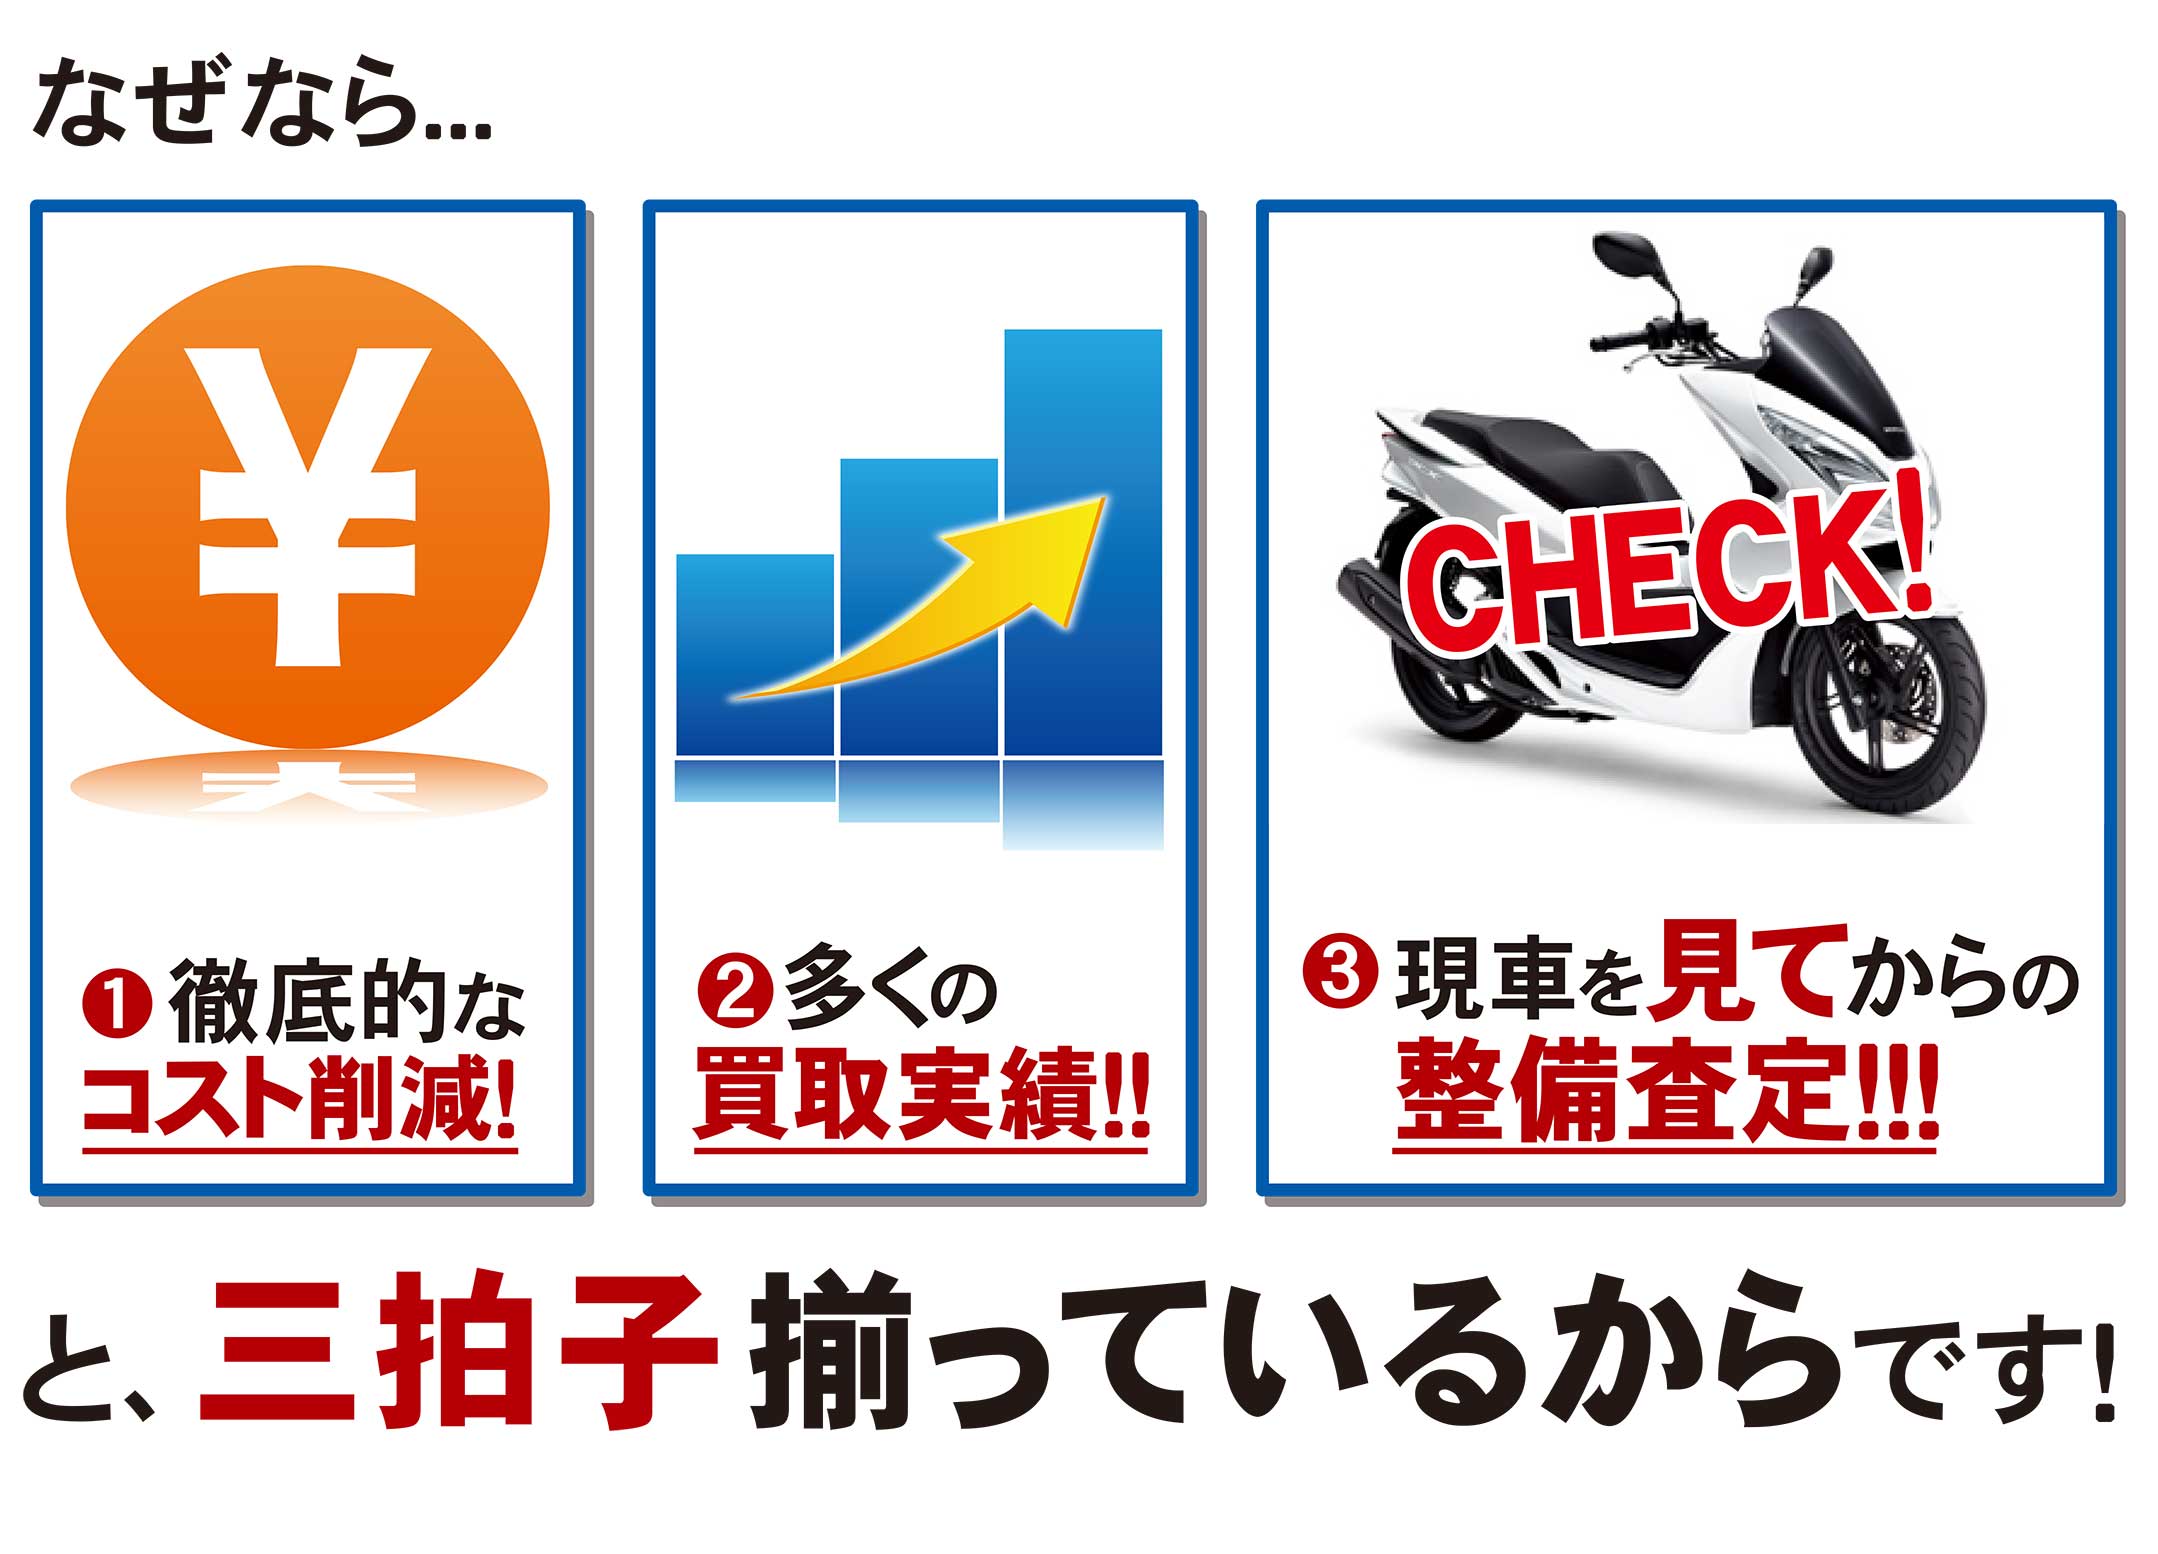 なぜなら...
¥
CHECK!
❶徹底的な
コスト削減!
❷多くの
買取実績!!
❸現車を見てからの
整備査定!!!
と、三拍子揃っているからです!